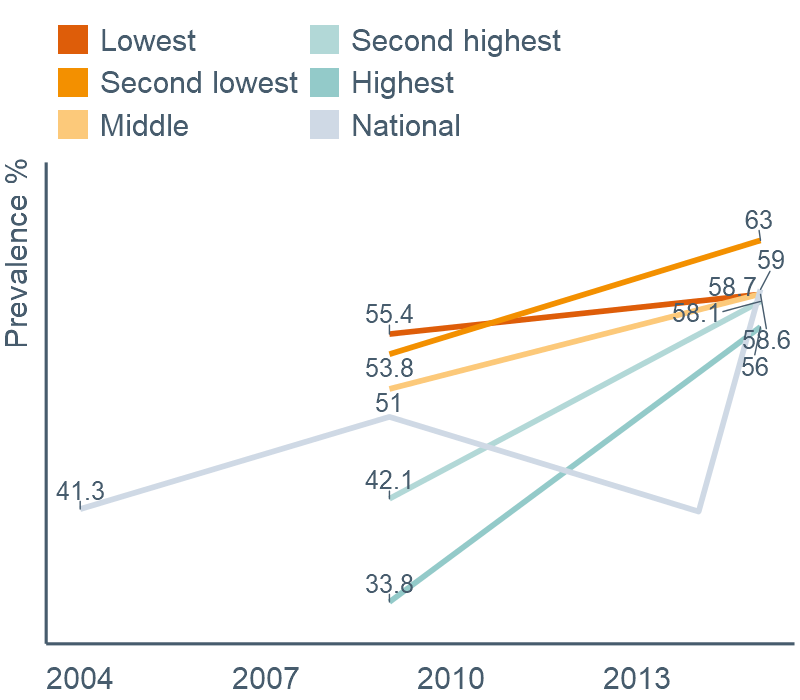 Lowest
Second lowest
Middle
Second highest
Highest
National
Prevalence %
63
59
58.7
58.1
58.6
56
55.4
53.8
51
42.1
41.3
33.8
2004 2007 2010 2013